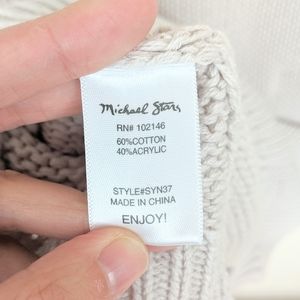 Michael Stars
RN# 102146
60%COTTON
40%ACRYLIC
STYLE#SYN37
MADE IN CHINA
ENJOY!